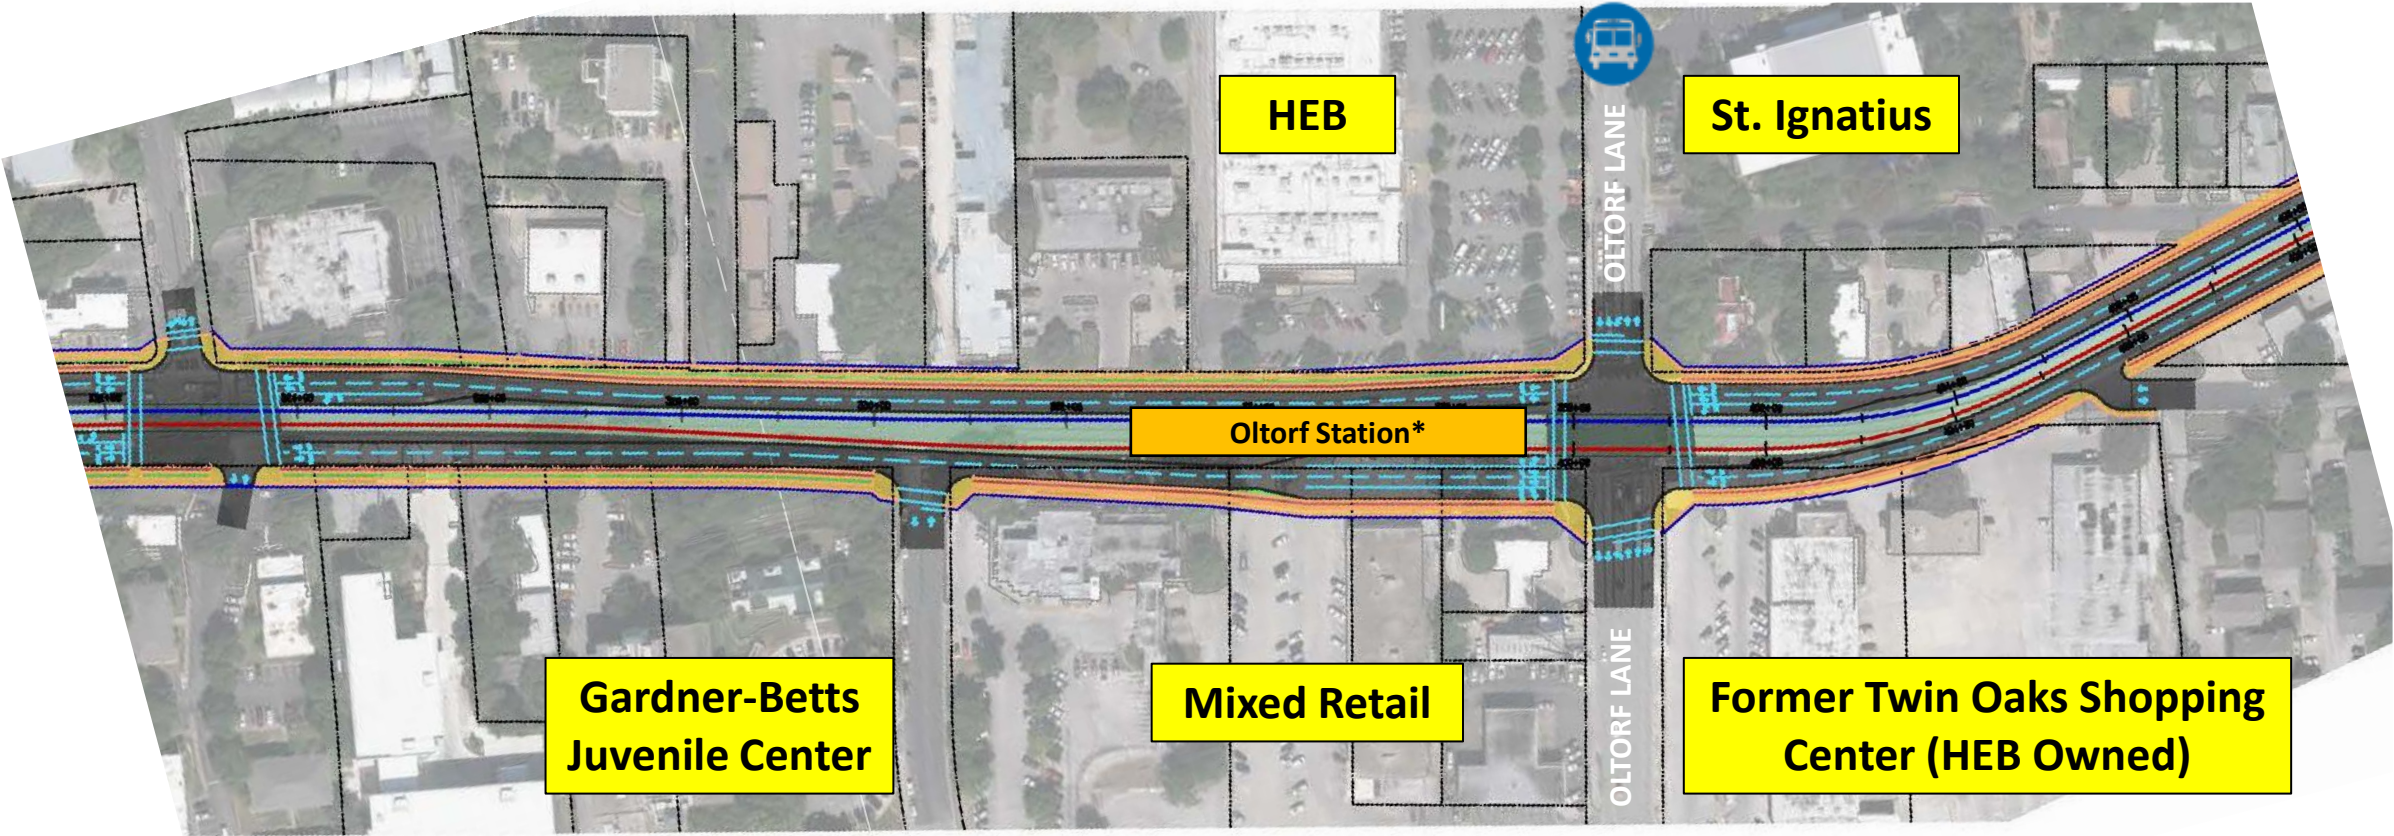 HEB
St. Ignatius
OLTORF LANE
Oltorf Station*
Gardner-Betts
Juvenile Center
Mixed Retail
OLTORF LANE
Former Twin Oaks Shopping
Center (HEB Owned)